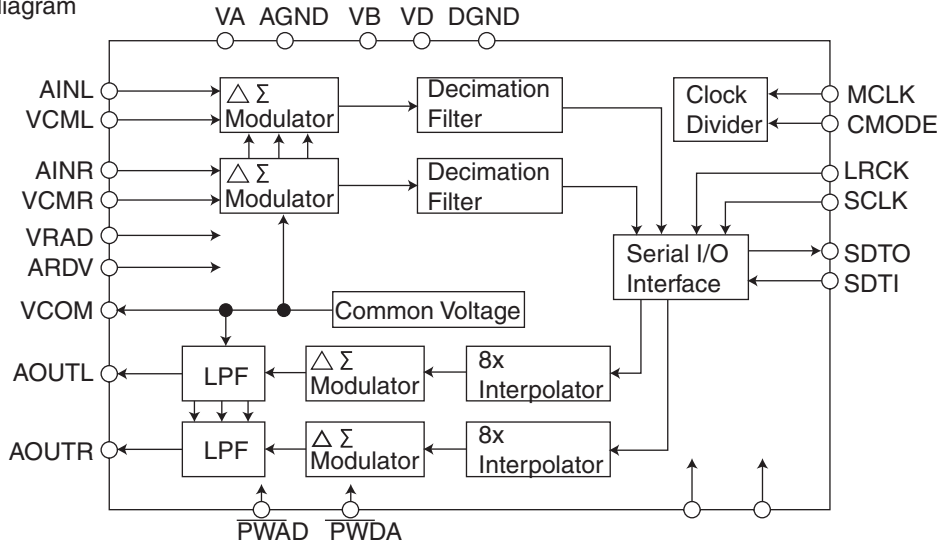 diagram
VA AGND VB VD DGND
AINL
VCML
AINR
VCMR
VRAD
ARDV
VCOM
AOUTL
AOUTR
△ Σ
Modulator
Decimation
Filter
△ Σ
Modulator
Decimation
Filter
Clock
Divider
MCLK
CMODE
LRCK
SCLK
SDTO
SDTI
Serial I/O
Interface
Common Voltage
LPF
△ Σ
Modulator
8x
Interpolator
LPF
△ Σ
Modulator
8x
Interpolator
PWAD PWDA